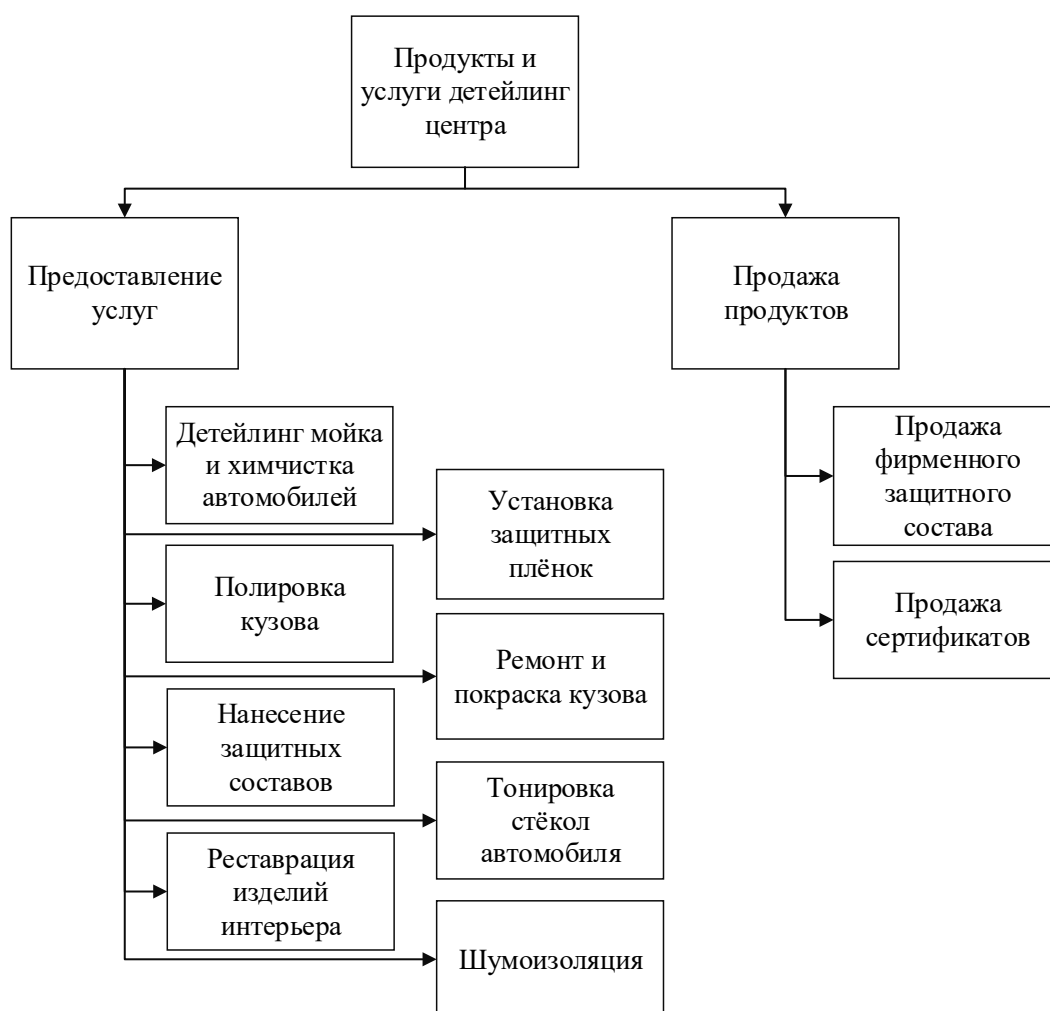 Продукты и
услуги детейлинг
центра
Предоставление
услуг
Продажа
продуктов
Детейлинг мойка
и химчистка
автомобилей
Установка
защитных
плёнок
Полировка
кузова
Ремонт и
покраска кузова
Нанесение
защитных
составов
Тонировка
стёкол
автомобиля
Реставрация
изделий
интерьера
Шумоизоляция
Продажа
фирменного
защитного
состава
Продажа
сертификатов